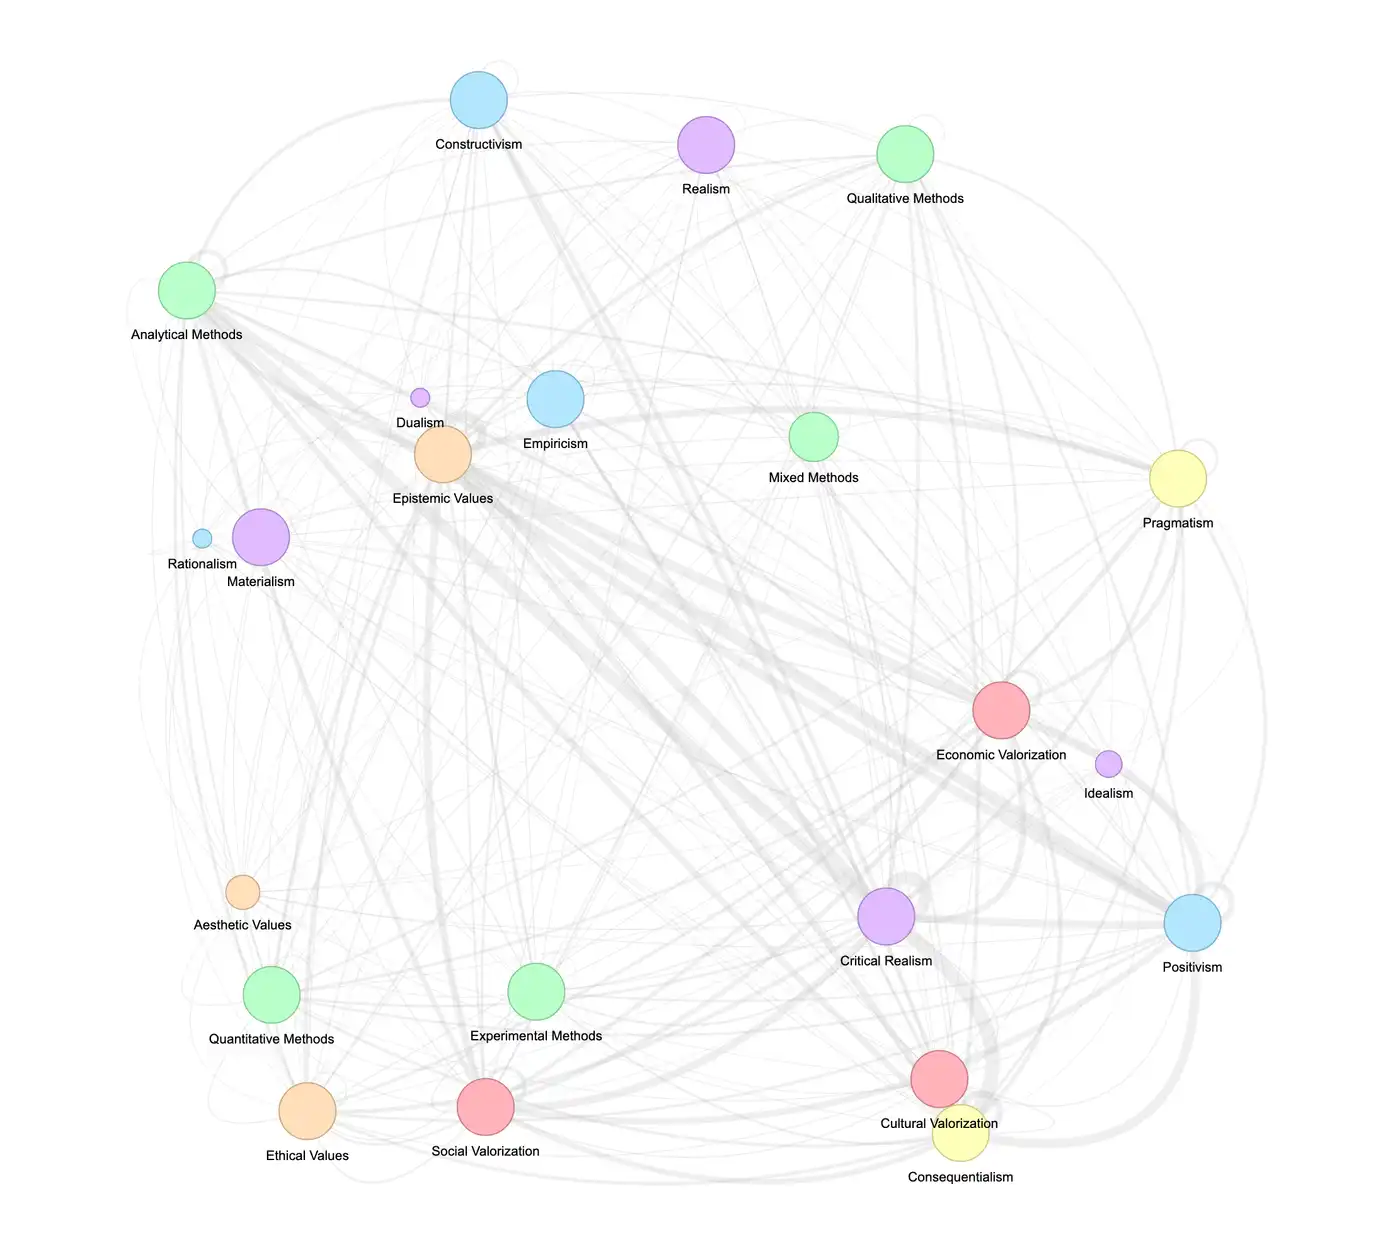 Constructivism
Realism
Qualitative Methods
Analytical Methods
Dualism
Empiricism
Mixed Methods
Epistemic Values
Pragmatism
Rationalism
Materialism
Economic Valorization
Idealism
Aesthetic Values
Critical Realism
Positivism
Quantitative Methods
Experimental Methods
Cultural Valorization
Ethical Values
Social Valorization
Consequentialism